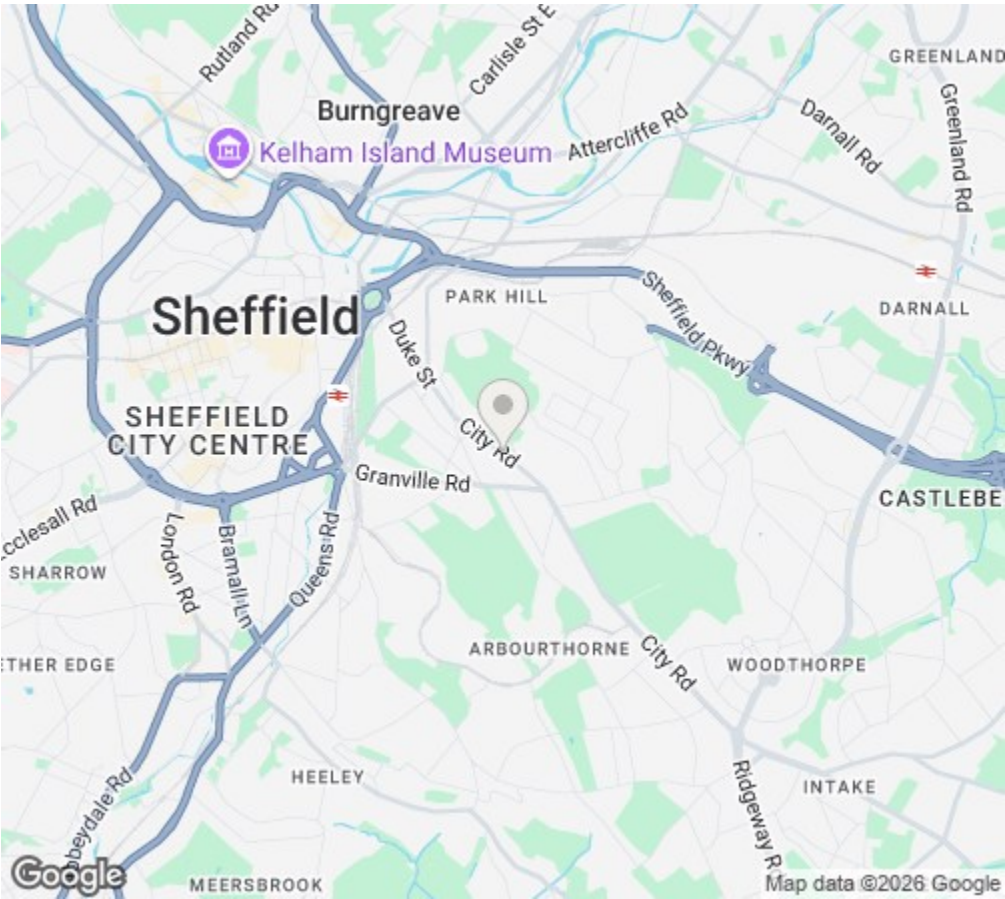 Rutland Rd
Carlisle St E
GREENLAND
Burngreave
Kelham Island Museum
Attercliffe Rd
Darnall Rd
Greenland Rd
PARK HILL
Sheffield
Sheffield Pkwy
DARNALL
Duke St
SHEFFIELD
CITY CENTRE
City Rd
Granville Rd
CASTLEBE
Ecclesall Rd
London Rd
Bramall Ln
Queens Rd
SHARROW
ETHER EDGE
ARBOURTHORNE
City Rd
WOODTHORPE
HEELEY
INTAKE
Ridgeway Rd
bbeydale Rd
MEERSBROOK
Google
Map data ©2026 Google